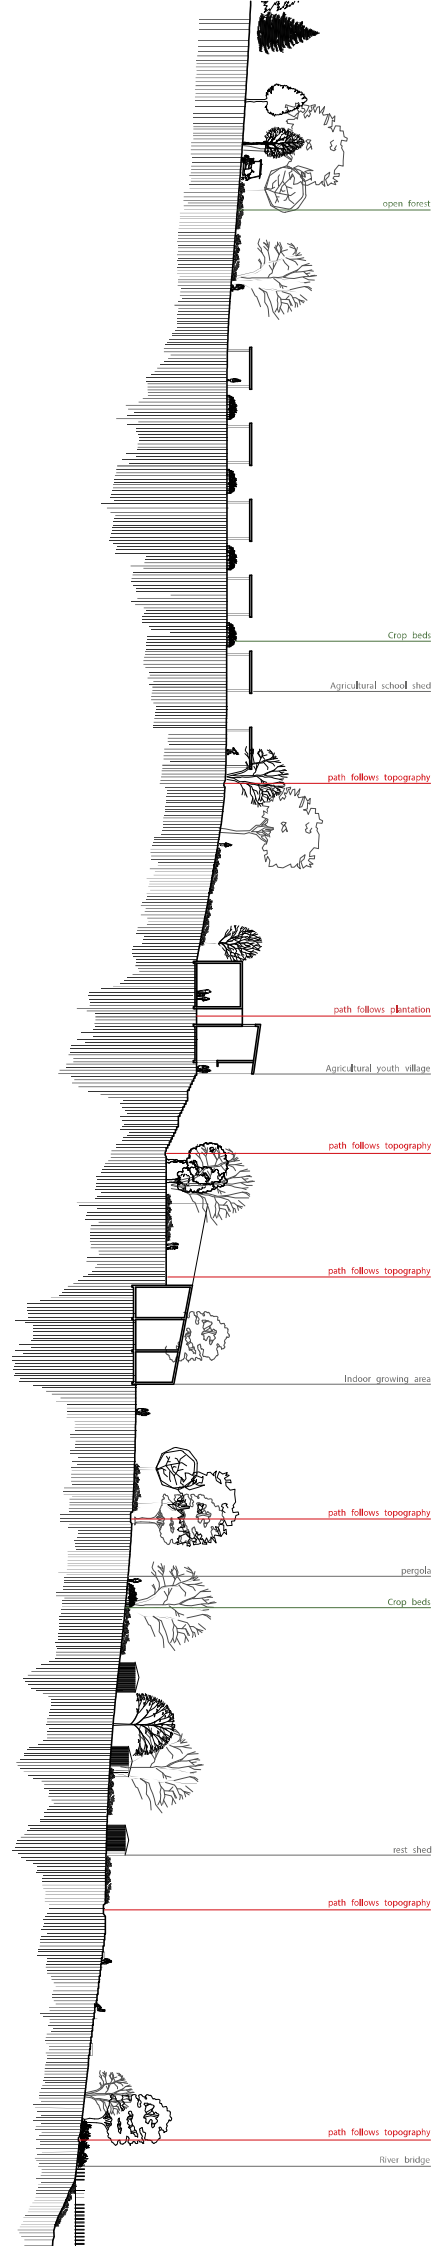 open forest
Crop beds
Agricultural school shed
path follows topography
path follows plantation
Agricultural youth village
path follows topography
path follows topography
Indoor growing area
path follows topography
pergola
Crop beds
rest shed
path follows topography
path follows topography
River bridge